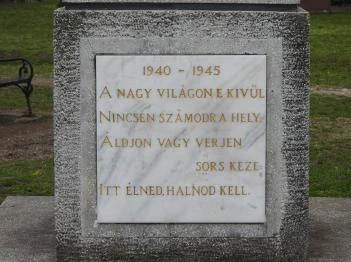 1940 - 1945
A NAGY VILÁGON E KIVÜL
NINCSEN SZÁMODRA HELY,
ÁLDJON VAGY VERJEN
SORS KEZE
ITT ÉLNED, HALNOD KELL.